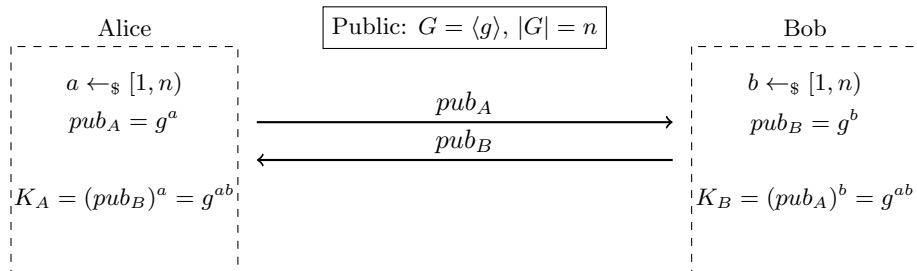 Alice
Public: G = ⟨g⟩, |G| = n
Bob
a ←$ [1, n)
pub_A = g^a
b ←$ [1, n)
pub_B = g^b
pub_A
pub_B
K_A = (pub_B)^a = g^{ab}
K_B = (pub_A)^b = g^{ab}